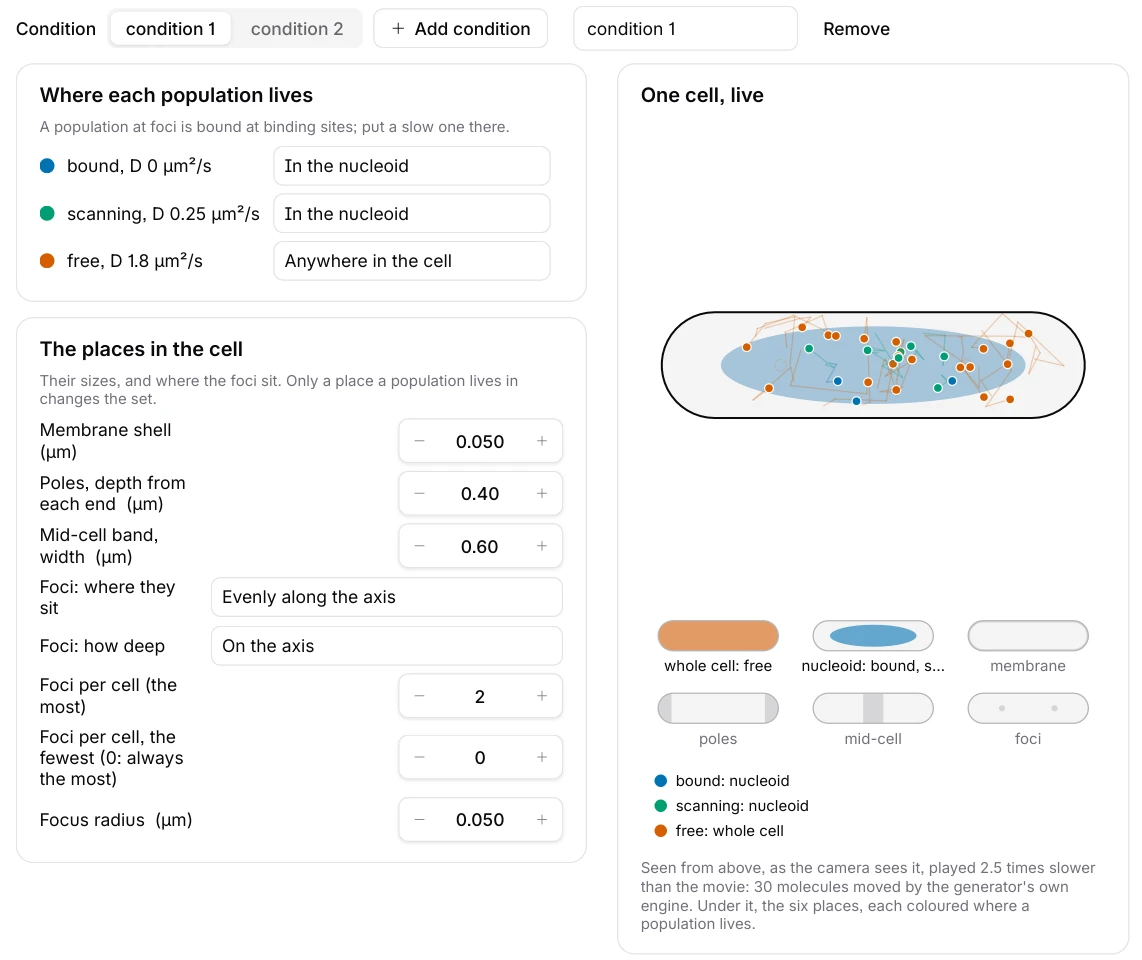 Condition condition 1 condition 2 + Add condition condition 1 Remove
Where each population lives
A population at foci is bound at binding sites; put a slow one there.
bound, D 0 µm²/s In the nucleoid
scanning, D 0.25 µm²/s In the nucleoid
free, D 1.8 µm²/s Anywhere in the cell
The places in the cell
Their sizes, and where the foci sit. Only a place a population lives in
changes the set.
Membrane shell
(µm)
− 0.050 +
Poles, depth from
each end (µm)
− 0.40 +
Mid-cell band,
width (µm)
− 0.60 +
Foci: where they
sit
Evenly along the axis
Foci: how deep On the axis
Foci per cell (the
most)
− 2 +
Foci per cell, the
fewest (0: always
the most)
− 0 +
Focus radius (µm) − 0.050 +
One cell, live
whole cell: free nucleoid: bound, s... membrane
poles mid-cell foci
bound: nucleoid
scanning: nucleoid
free: whole cell
Seen from above, as the camera sees it, played 2.5 times slower
than the movie: 30 molecules moved by the generator's own
engine. Under it, the six places, each coloured where a
population lives.